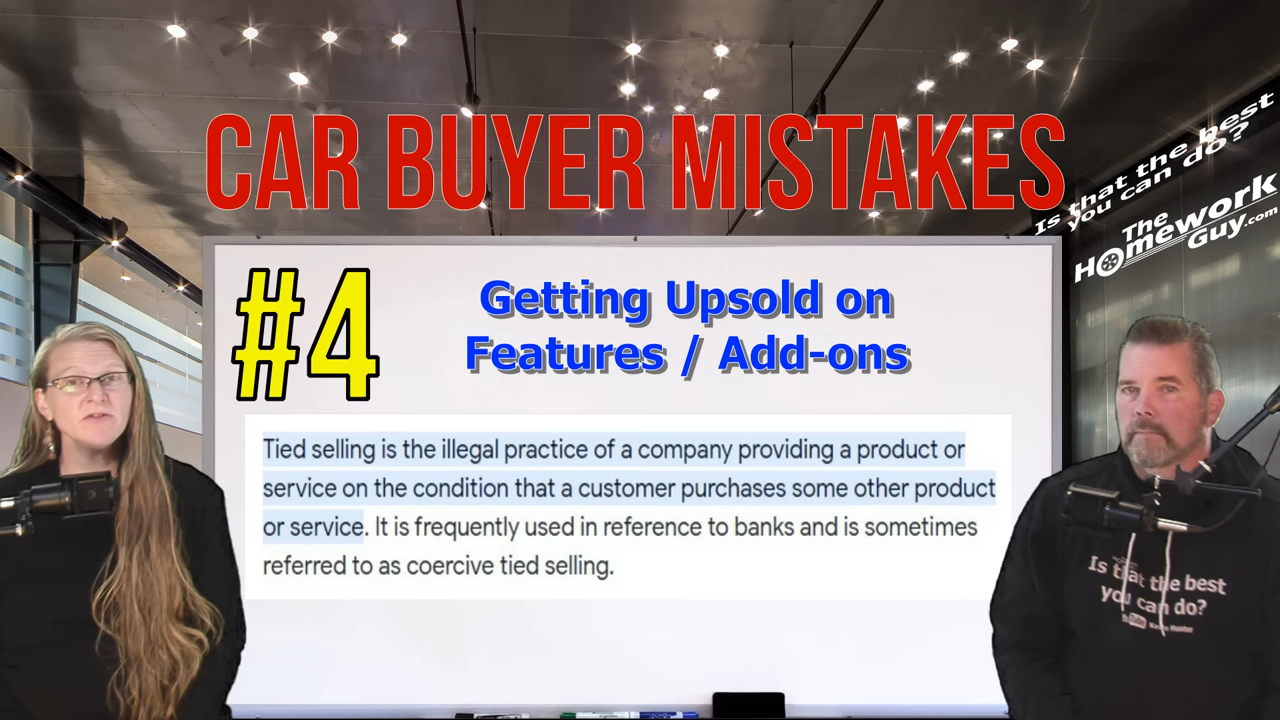 CAR BUYER MISTAKES
Is that the best
you can do?
The
Homework
Guy.com
#4
Getting Upsold on
Features / Add-ons
Tied selling is the illegal practice of a company providing a product or
service on the condition that a customer purchases some other product
or service. It is frequently used in reference to banks and is sometimes
referred to as coercive tied selling.
Is that the best
you can do?